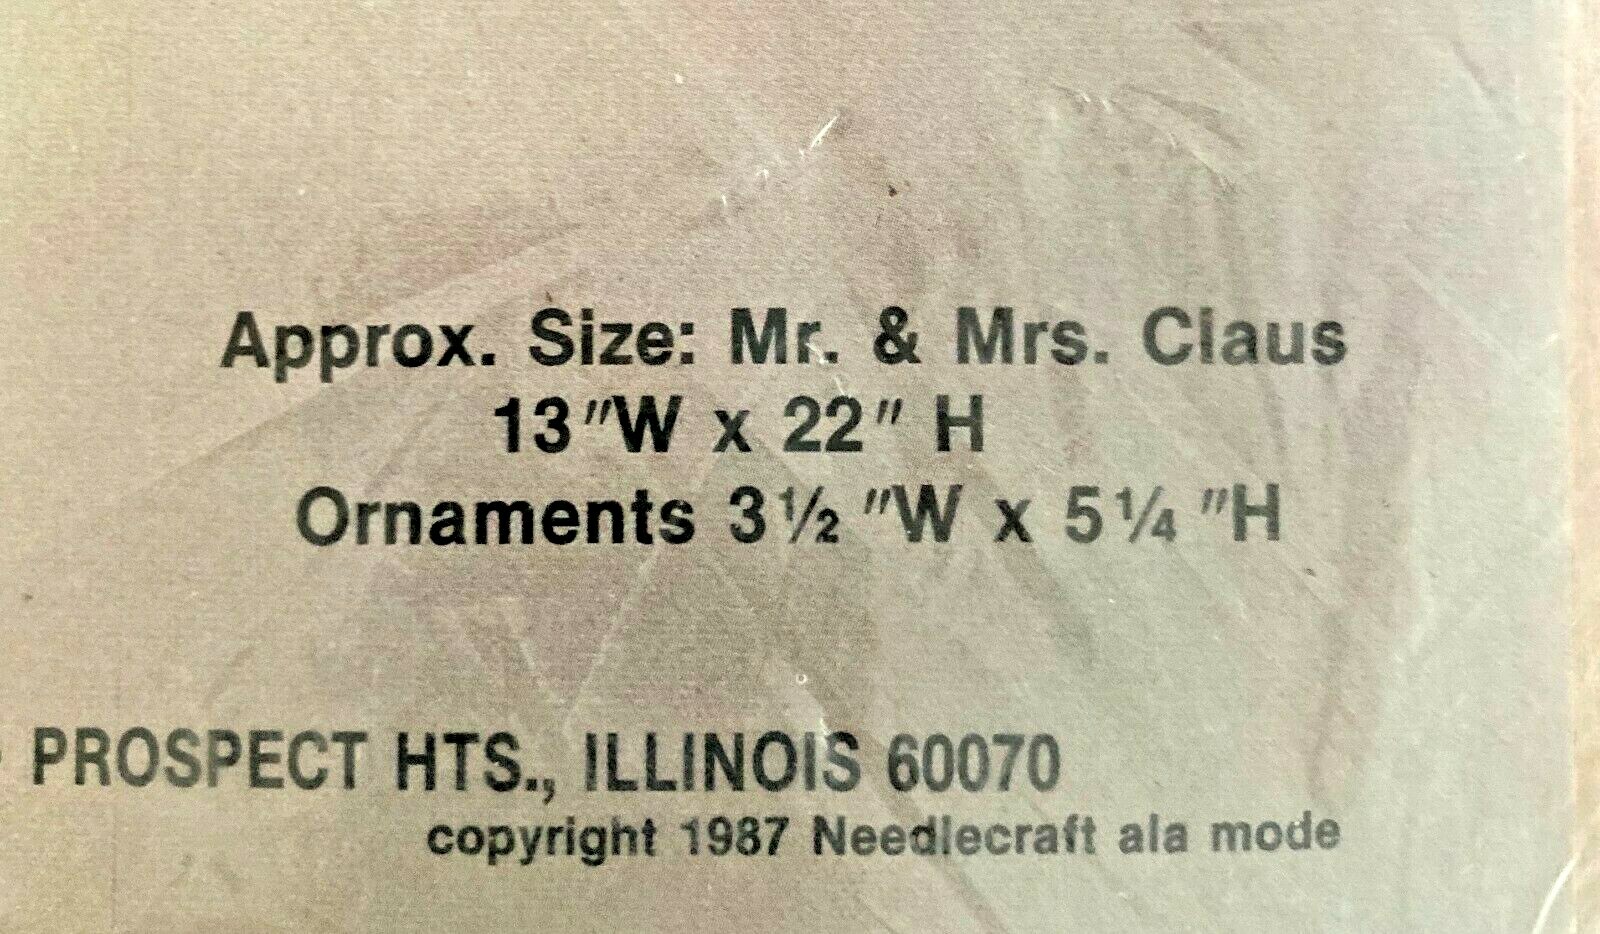 Approx. Size: Mr. & Mrs. Claus
13"W x 22" H
Ornaments 3½ "W x 5¼ "H
PROSPECT HTS., ILLINOIS 60070
copyright 1987 Needlecraft ala mode